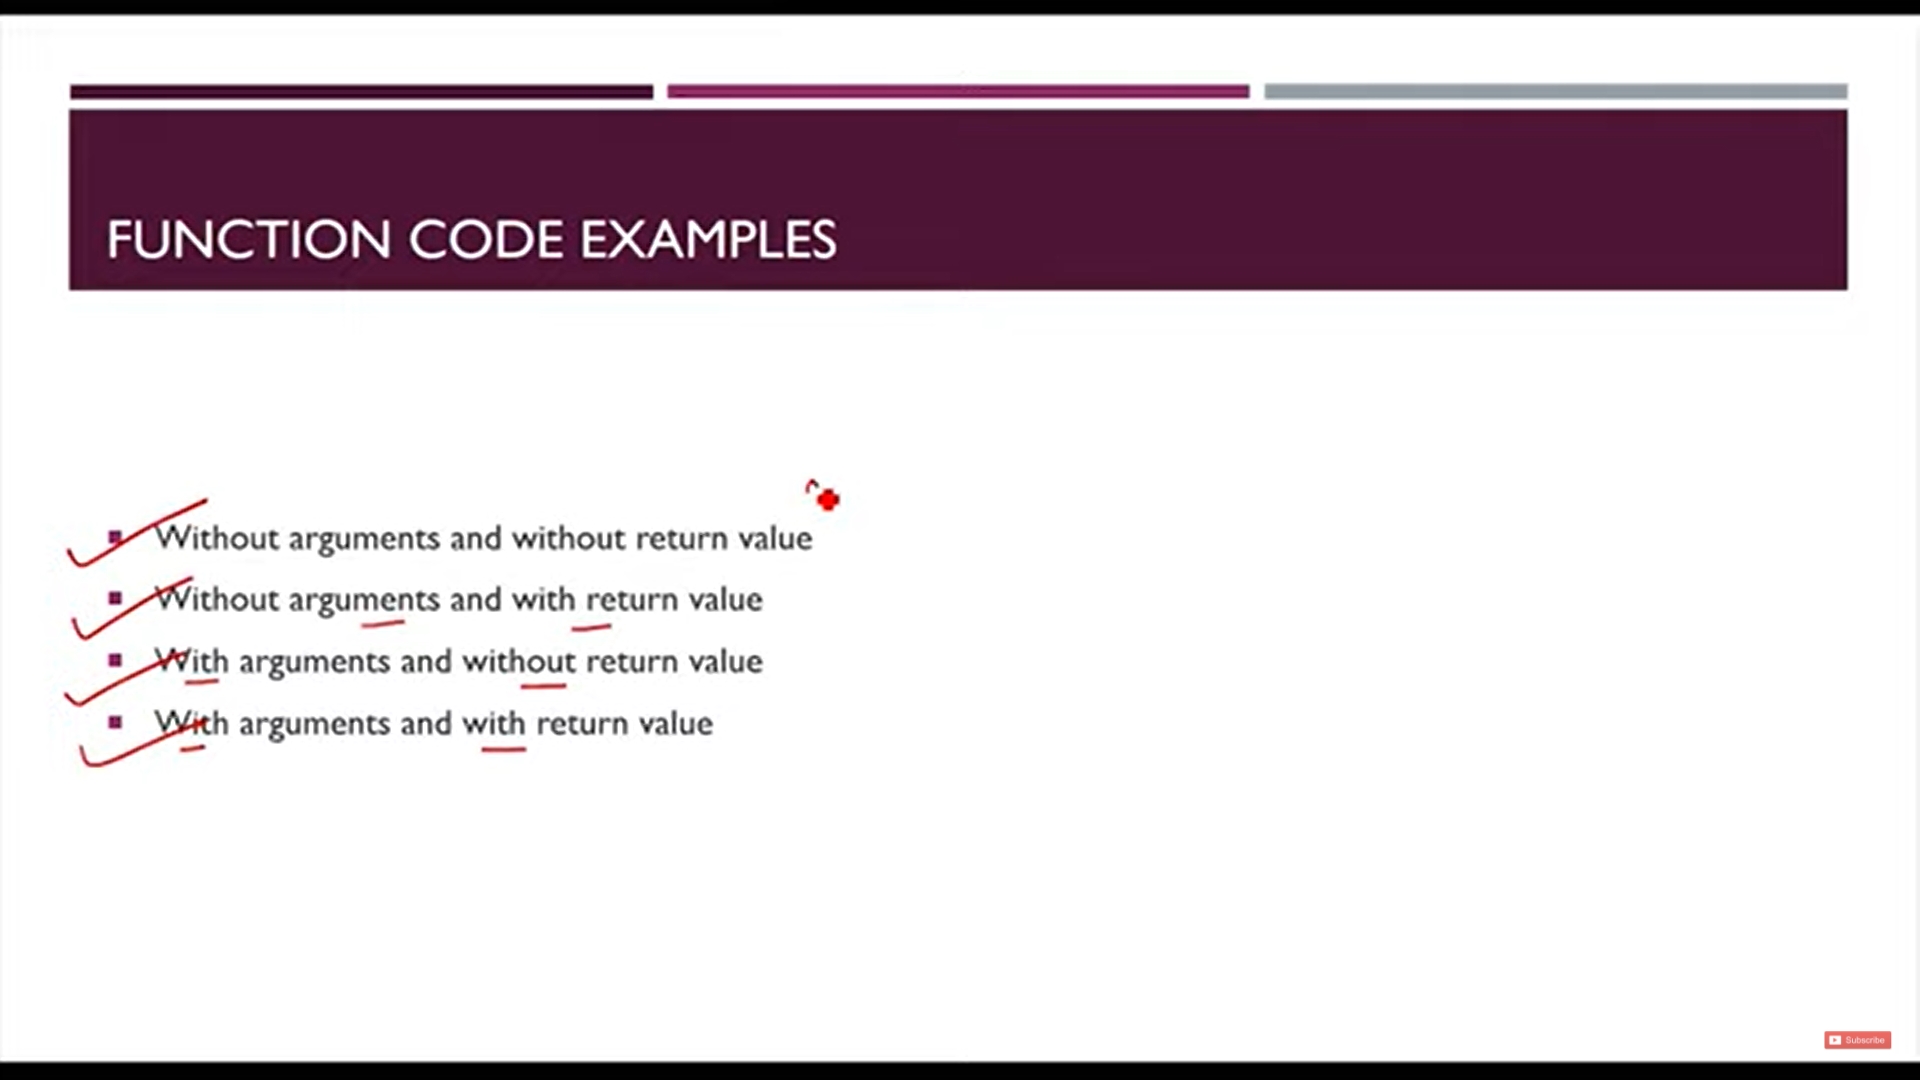 FUNCTION CODE EXAMPLES
Without arguments and without return value
Without arguments and with return value
With arguments and without return value
With arguments and with return value
Subscribe